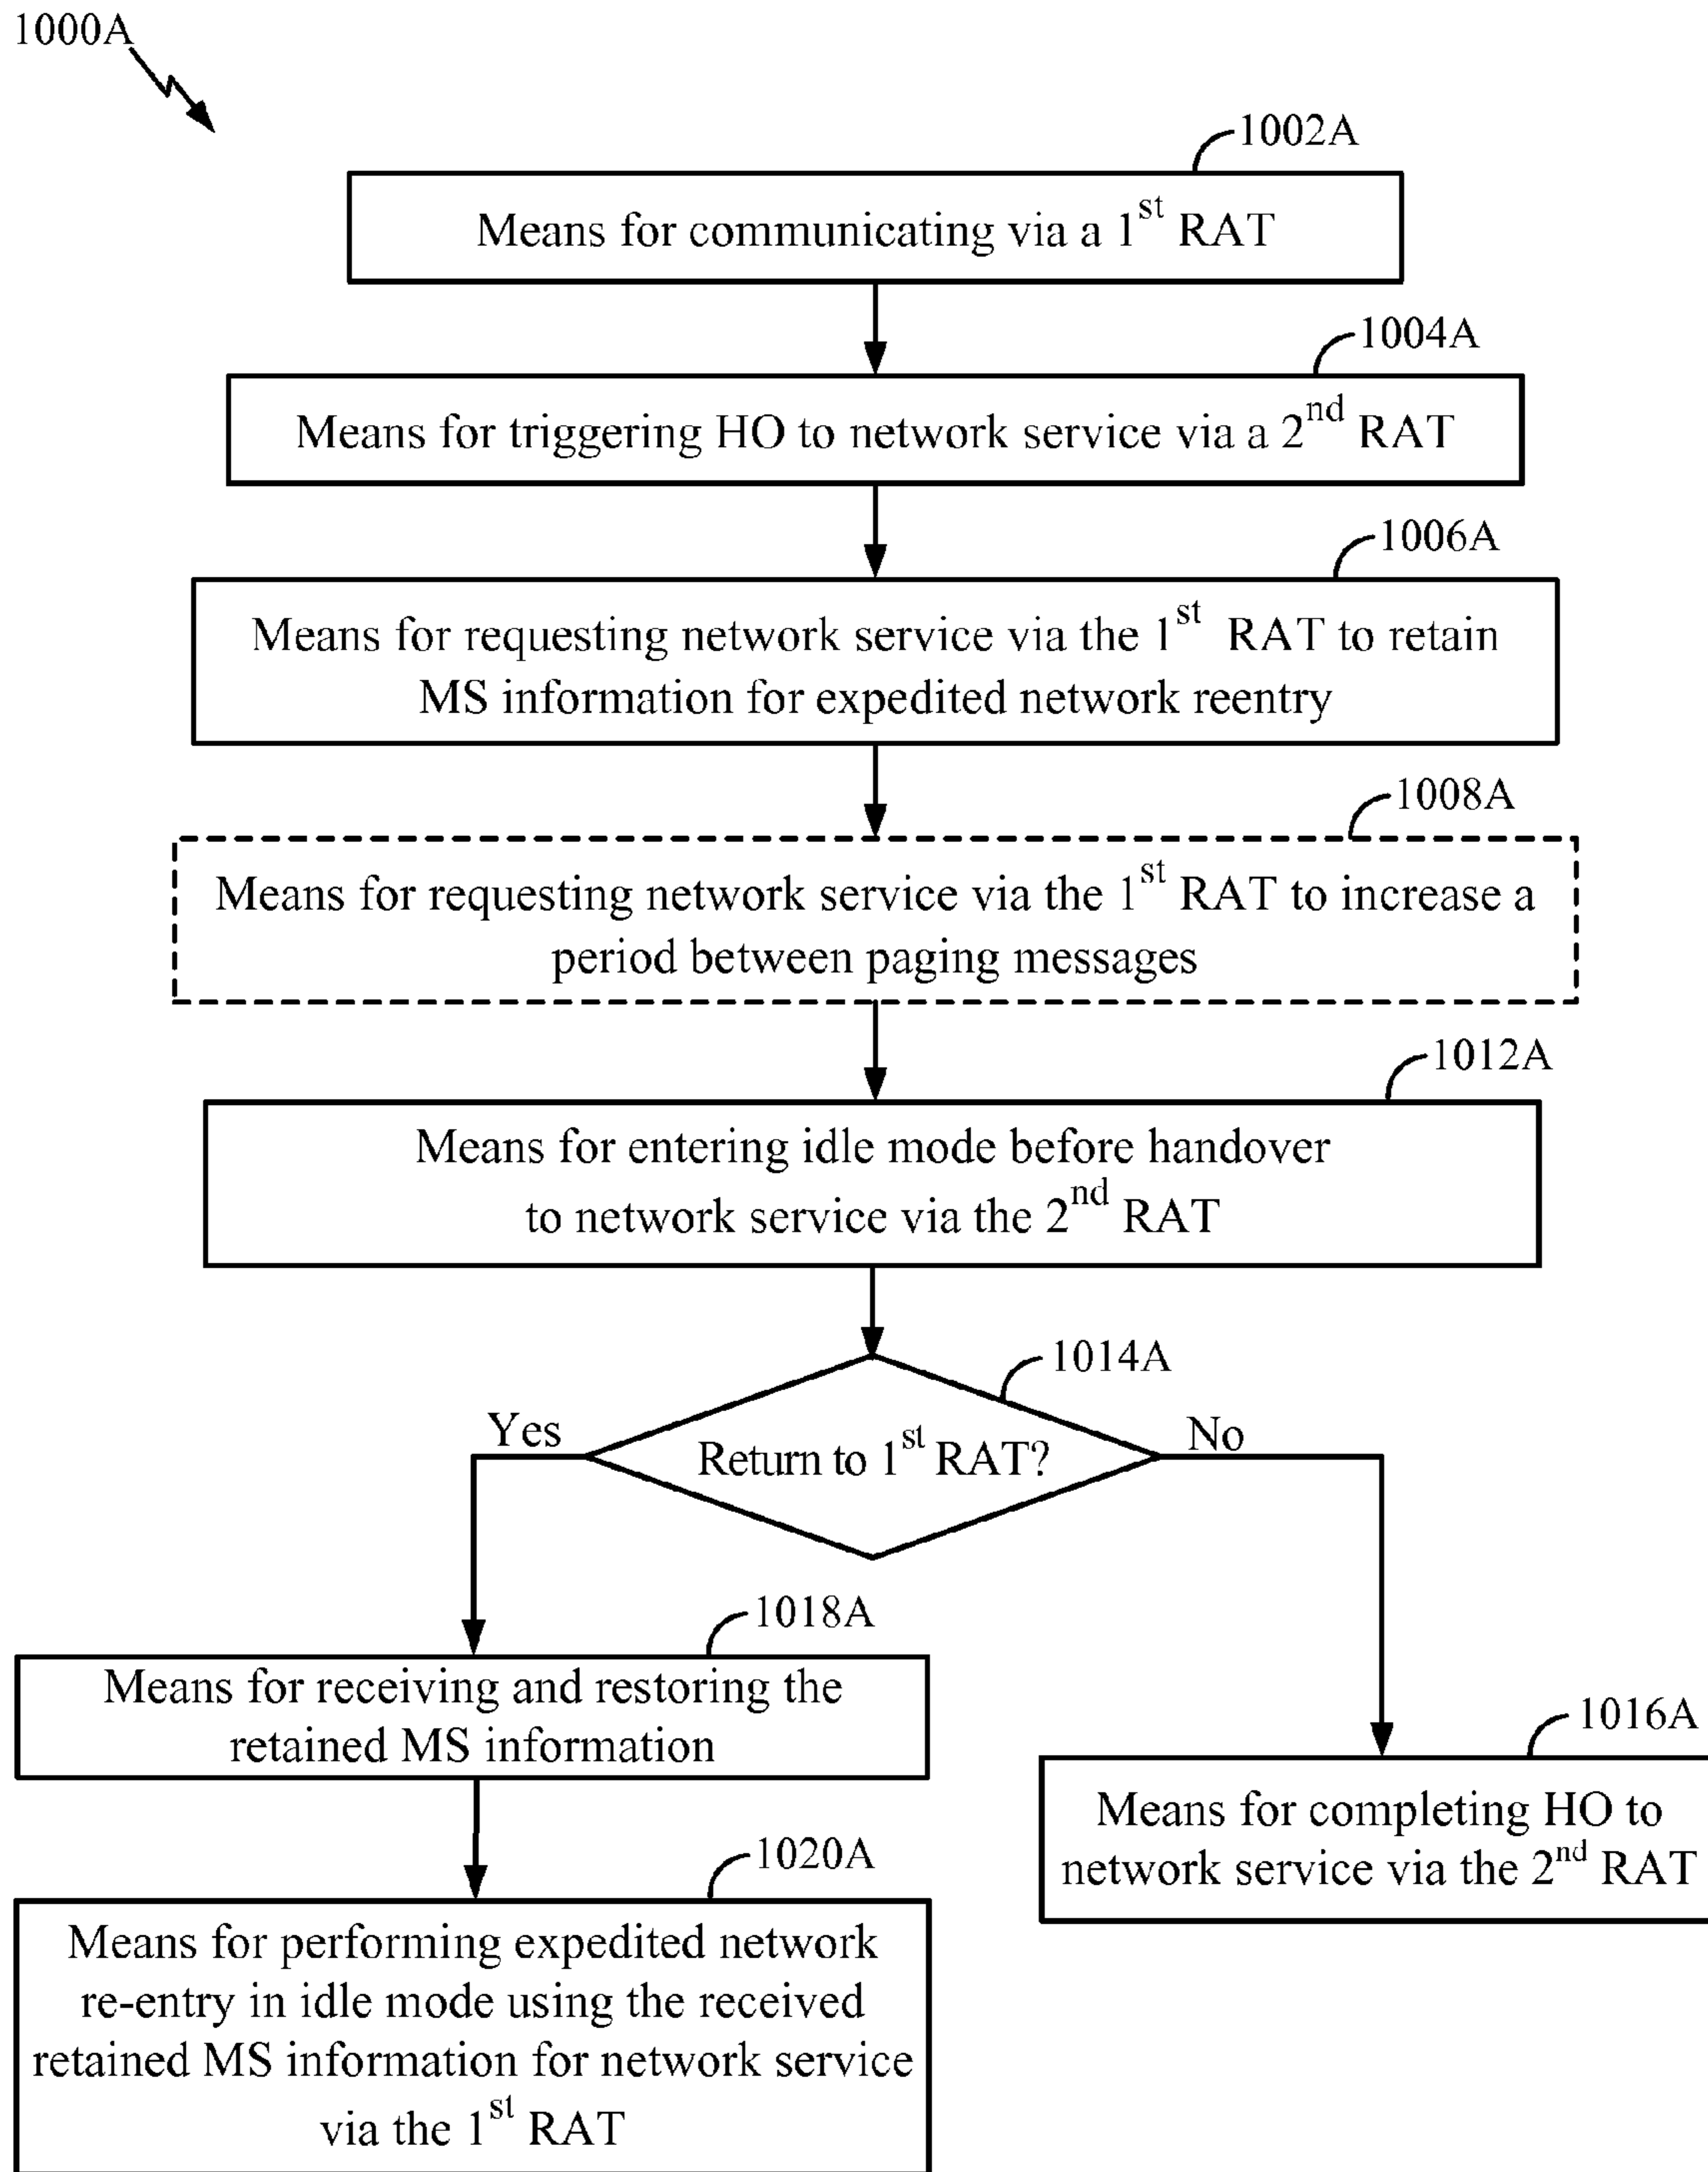 1000A
1002A
Means for communicating via a 1st RAT
1004A
Means for triggering HO to network service via a 2nd RAT
1006A
Means for requesting network service via the 1st RAT to retain
MS information for expedited network reentry
1008A
Means for requesting network service via the 1st RAT to increase a
period between paging messages
1012A
Means for entering idle mode before handover
to network service via the 2nd RAT
1014A
Yes
Return to 1st RAT?
No
1018A
Means for receiving and restoring the
retained MS information
1016A
Means for completing HO to
network service via the 2nd RAT
1020A
Means for performing expedited network
re-entry in idle mode using the received
retained MS information for network service
via the 1st RAT